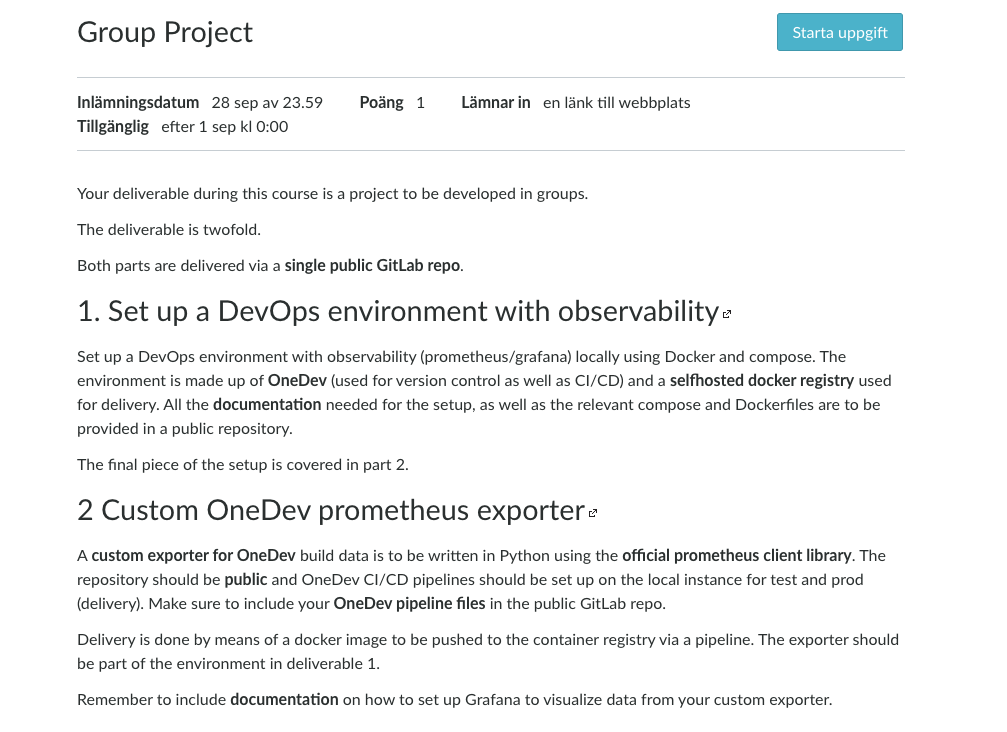 Group Project
Starta uppgift
Inlämningsdatum 28 sep av 23.59 Poäng 1 Lämnar in en länk till webbplats
Tillgänglig efter 1 sep kl 0:00
Your deliverable during this course is a project to be developed in groups.
The deliverable is twofold.
Both parts are delivered via a single public GitLab repo.
1. Set up a DevOps environment with observability
Set up a DevOps environment with observability (prometheus/grafana) locally using Docker and compose. The
environment is made up of OneDev (used for version control as well as CI/CD) and a selfhosted docker registry used
for delivery. All the documentation needed for the setup, as well as the relevant compose and Dockerfiles are to be
provided in a public repository.
The final piece of the setup is covered in part 2.
2 Custom OneDev prometheus exporter
A custom exporter for OneDev build data is to be written in Python using the official prometheus client library. The
repository should be public and OneDev CI/CD pipelines should be set up on the local instance for test and prod
(delivery). Make sure to include your OneDev pipeline files in the public GitLab repo.
Delivery is done by means of a docker image to be pushed to the container registry via a pipeline. The exporter should
be part of the environment in deliverable 1.
Remember to include documentation on how to set up Grafana to visualize data from your custom exporter.